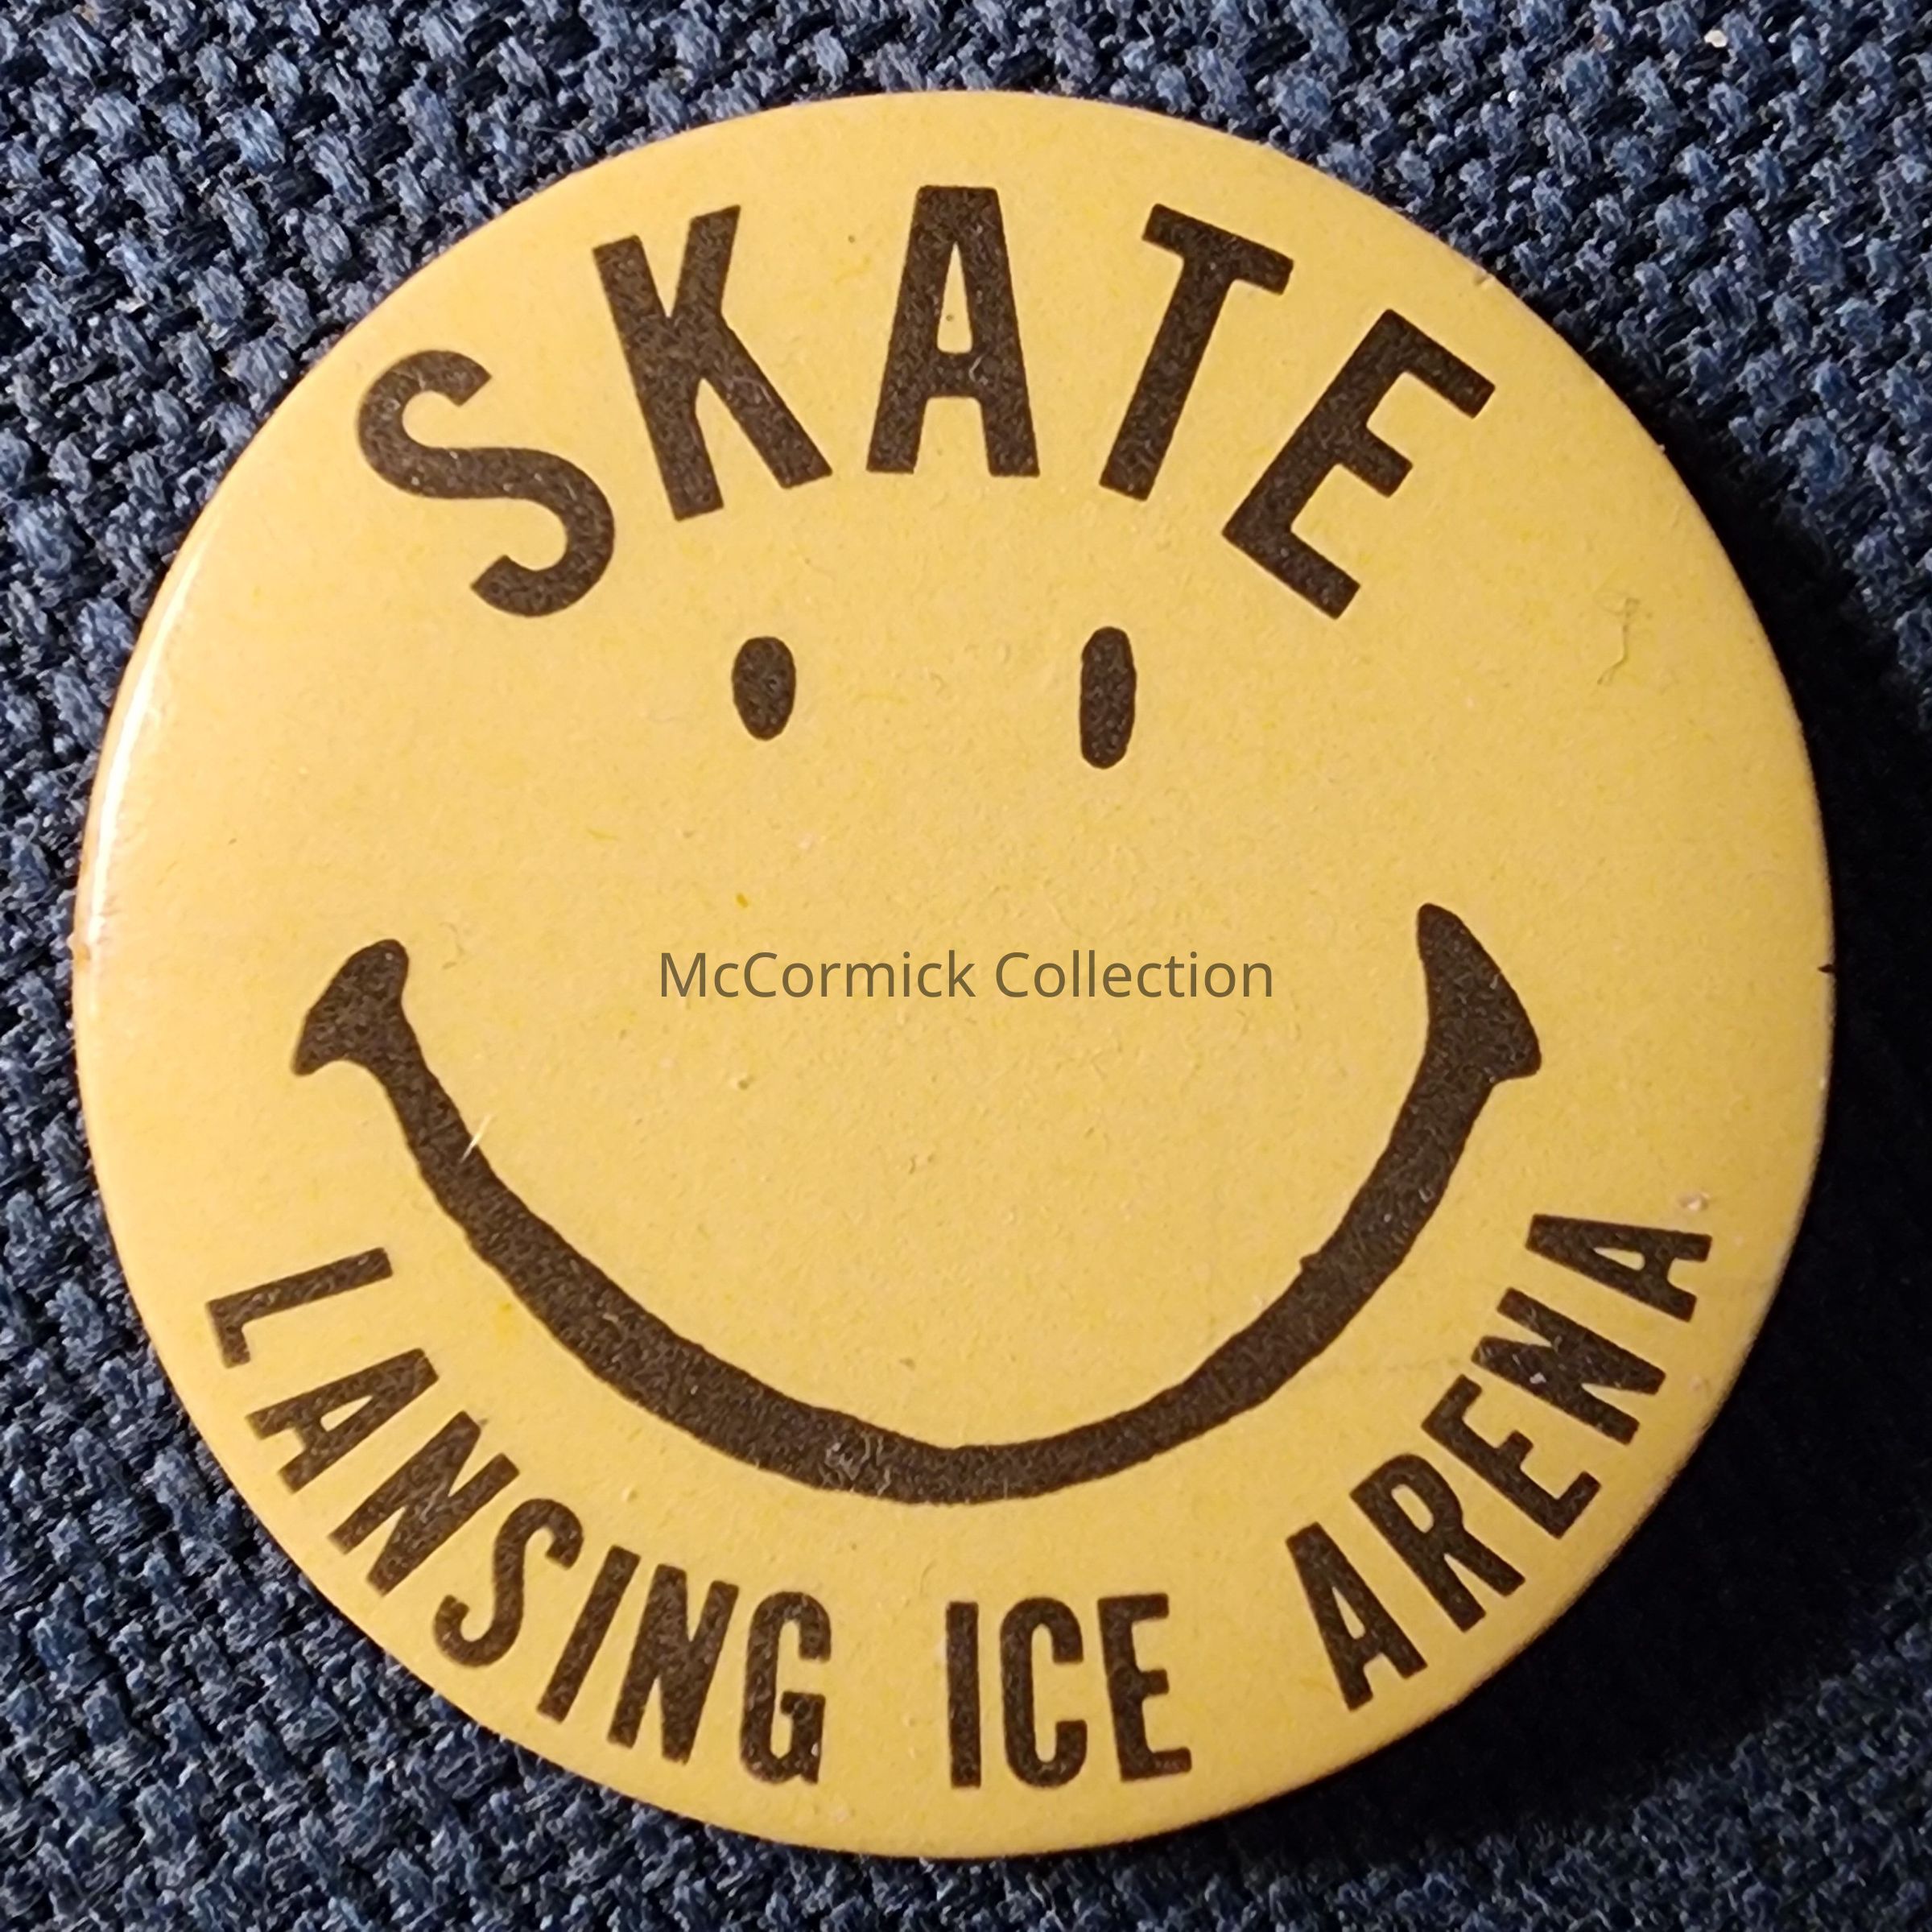 SKATE
McCormick Collection
LANSING ICE ARENA